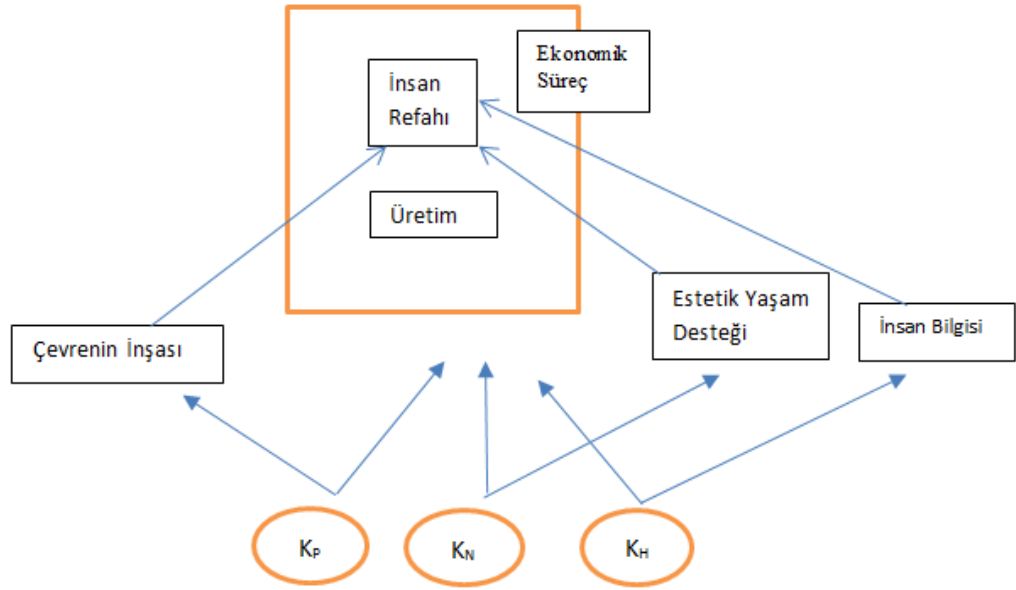 Ekonomik
Süreç
İnsan
Refahı
Üretim
Estetik Yaşam
Desteği
İnsan Bilgisi
Çevrenin İnşası
KP
KN
KH